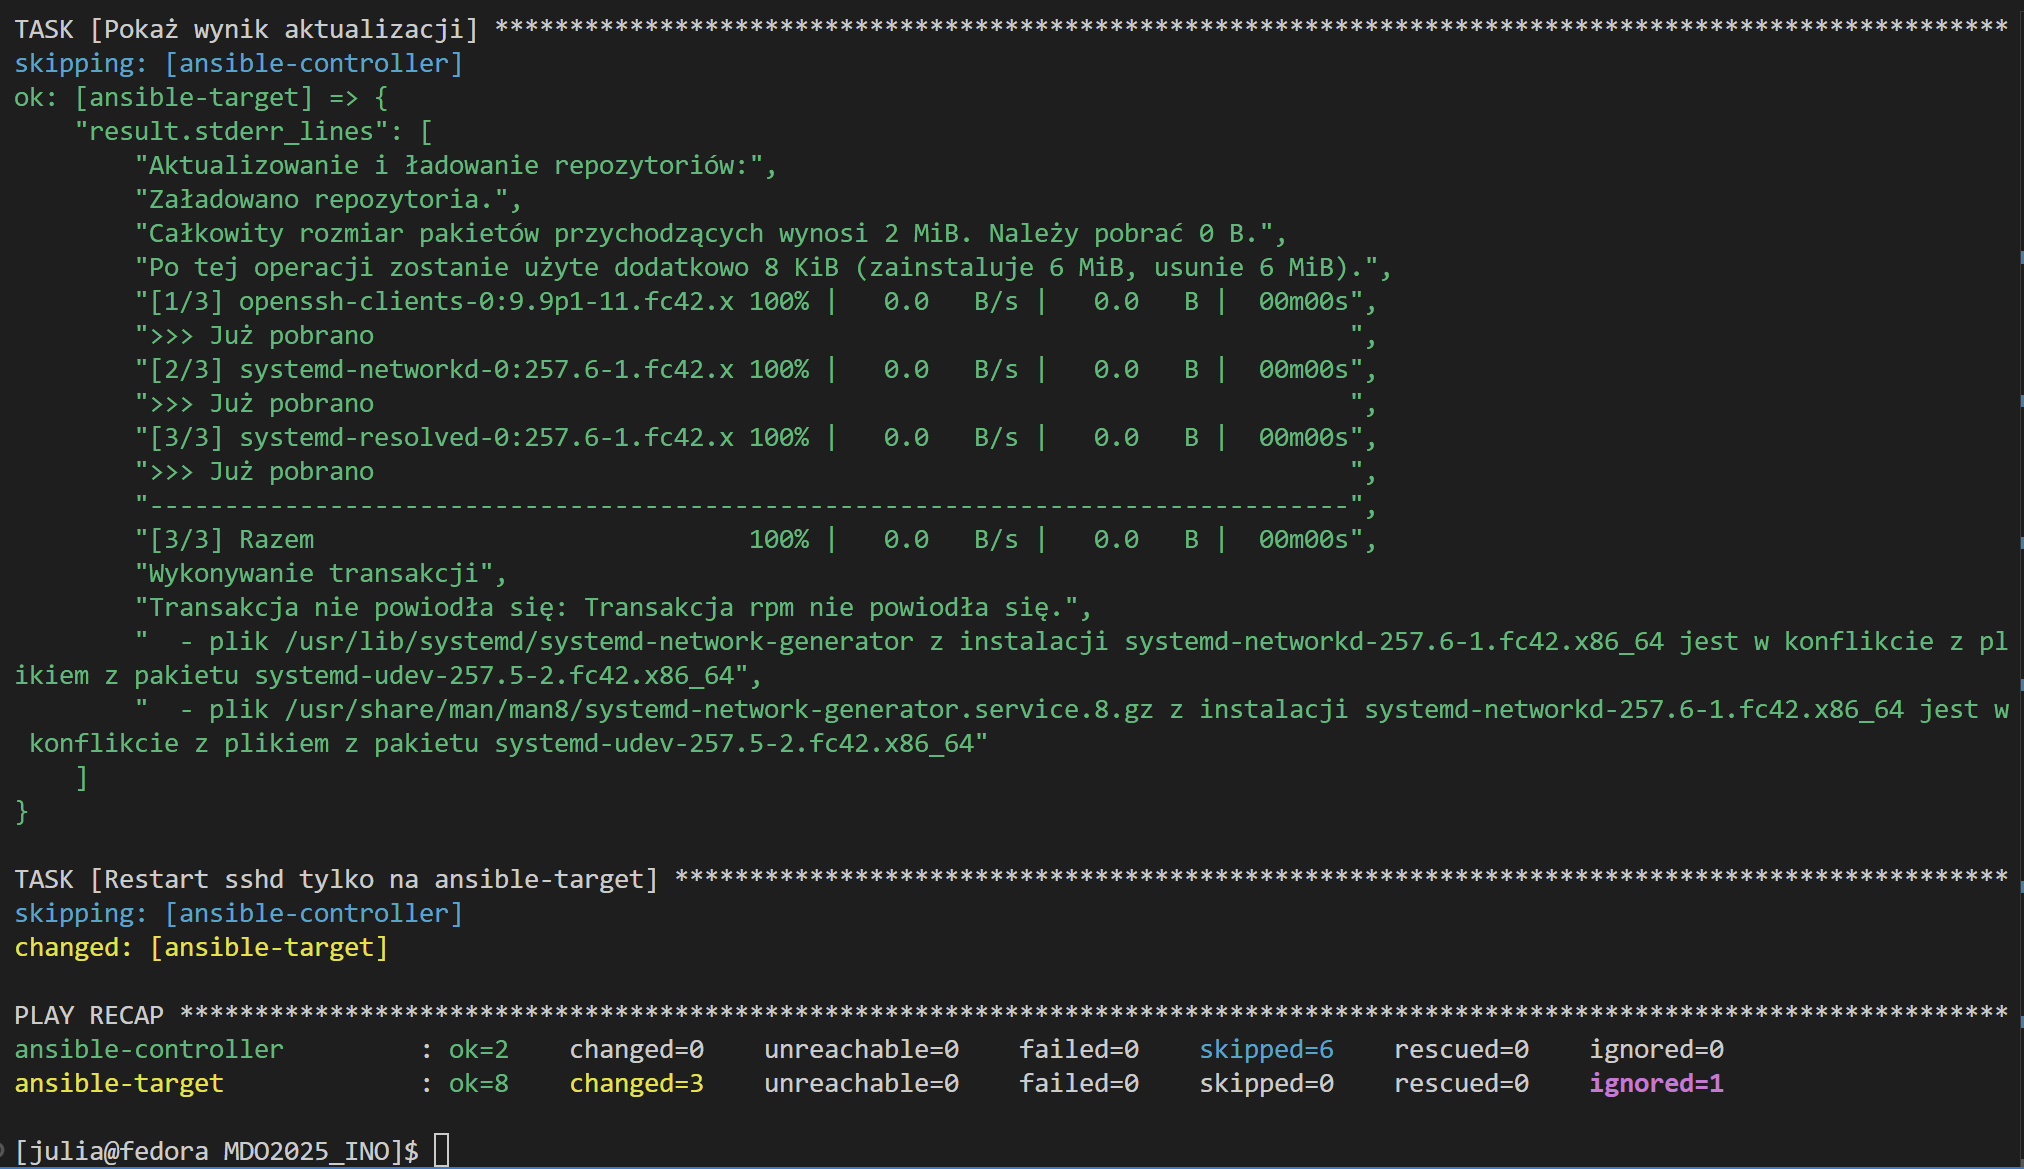 TASK [Pokaż wynik aktualizacji] *****************************************************************************************************
skipping: [ansible-controller]
ok: [ansible-target] => {
    "result.stderr_lines": [
        "Aktualizowanie i ładowanie repozytoriów:",
        "Załadowano repozytoria.",
        "Całkowity rozmiar pakietów przychodzących wynosi 2 MiB. Należy pobrać 0 B.",
        "Po tej operacji zostanie użyte dodatkowo 8 KiB (zainstaluje 6 MiB, usunie 6 MiB).",
        "[1/3] openssh-clients-0:9.9p1-11.fc42.x 100% |   0.0   B/s |   0.0   B |  00m00s",
        ">>> Już pobrano                                                                 ",
        "[2/3] systemd-networkd-0:257.6-1.fc42.x 100% |   0.0   B/s |   0.0   B |  00m00s",
        ">>> Już pobrano                                                                 ",
        "[3/3] systemd-resolved-0:257.6-1.fc42.x 100% |   0.0   B/s |   0.0   B |  00m00s",
        ">>> Już pobrano                                                                 ",
        "--------------------------------------------------------------------------------",
        "[3/3] Razem                             100% |   0.0   B/s |   0.0   B |  00m00s",
        "Wykonywanie transakcji",
        "Transakcja nie powiodła się: Transakcja rpm nie powiodła się.",
        "  - plik /usr/lib/systemd/systemd-network-generator z instalacji systemd-networkd-257.6-1.fc42.x86_64 jest w konflikcie z pl
ikiem z pakietu systemd-udev-257.5-2.fc42.x86_64",
        "  - plik /usr/share/man/man8/systemd-network-generator.service.8.gz z instalacji systemd-networkd-257.6-1.fc42.x86_64 jest w
 konflikcie z plikiem z pakietu systemd-udev-257.5-2.fc42.x86_64"
    ]
}
TASK [Restart sshd tylko na ansible-target] *****************************************************************************************
skipping: [ansible-controller]
changed: [ansible-target]
PLAY RECAP **************************************************************************************************************************
ansible-controller         : ok=2    changed=0    unreachable=0    failed=0    skipped=6    rescued=0    ignored=0
ansible-target             : ok=8    changed=3    unreachable=0    failed=0    skipped=0    rescued=0    ignored=1
[julia@fedora MDO2025_INO]$